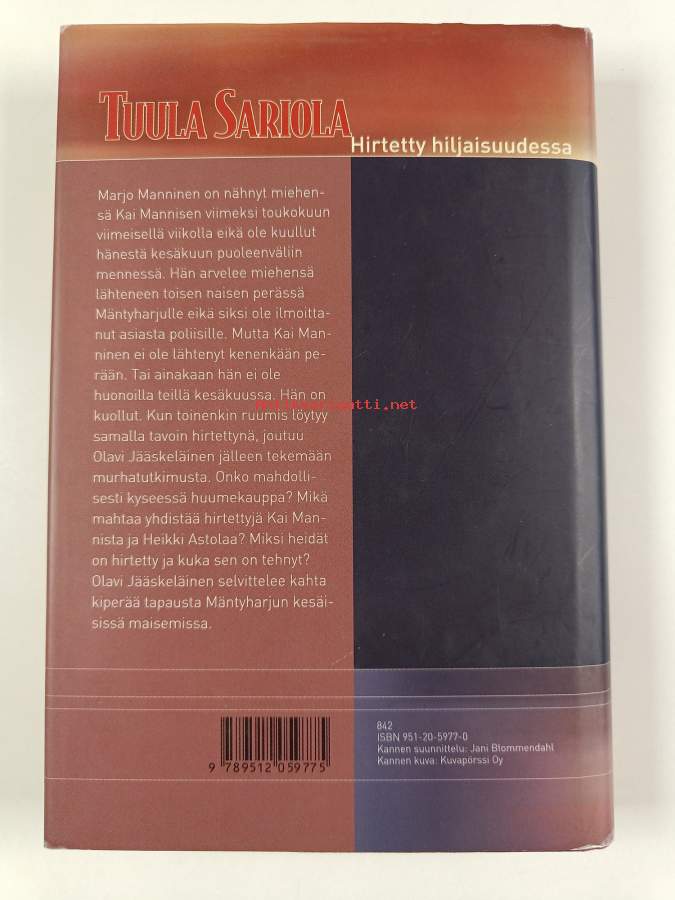 TUULA SARIOLA
Hirtetty hiljaisuudessa
Marjo Manninen on nähnyt miehen-
sä Kai Mannisen viimeksi toukokuun
viimeisellä viikolla eikä ole kuullut
hänestä kesäkuun puoleenväliin
mennessä. Hän arvelee miehensä
lähteneen toisen naisen perässä
Mäntyharjulle eikä siksi ole ilmoitta-
nut asiasta poliisille. Mutta Kai Man-
ninen ei ole lähtenyt kenenkään pe-
rään. Tai ainakaan hän ei ole
huonoilla teillä kesäkuussa. Hän on
kuollut. Kun toinenkin ruumis löytyy
samalla tavoin hirtettynä, joutuu
Olavi Jääskeläinen jälleen tekemään
murhatutkimusta. Onko mahdolli-
sesti kyseessä huumekauppa? Mikä
mahtaa yhdistää hirtettyjä Kai Man-
nista ja Heikki Astolaa? Miksi heidät
on hirtetty ja kuka sen on tehnyt?
Olavi Jääskeläinen selvittelee kahta
kiperää tapausta Mäntyharjun kesäi-
sissä maisemissa.
9 789512 059775
842
ISBN 951-20-5977-0
Kannen suunnittelu: Jani Blommendahl
Kannen kuva: Kuvapörssi Oy